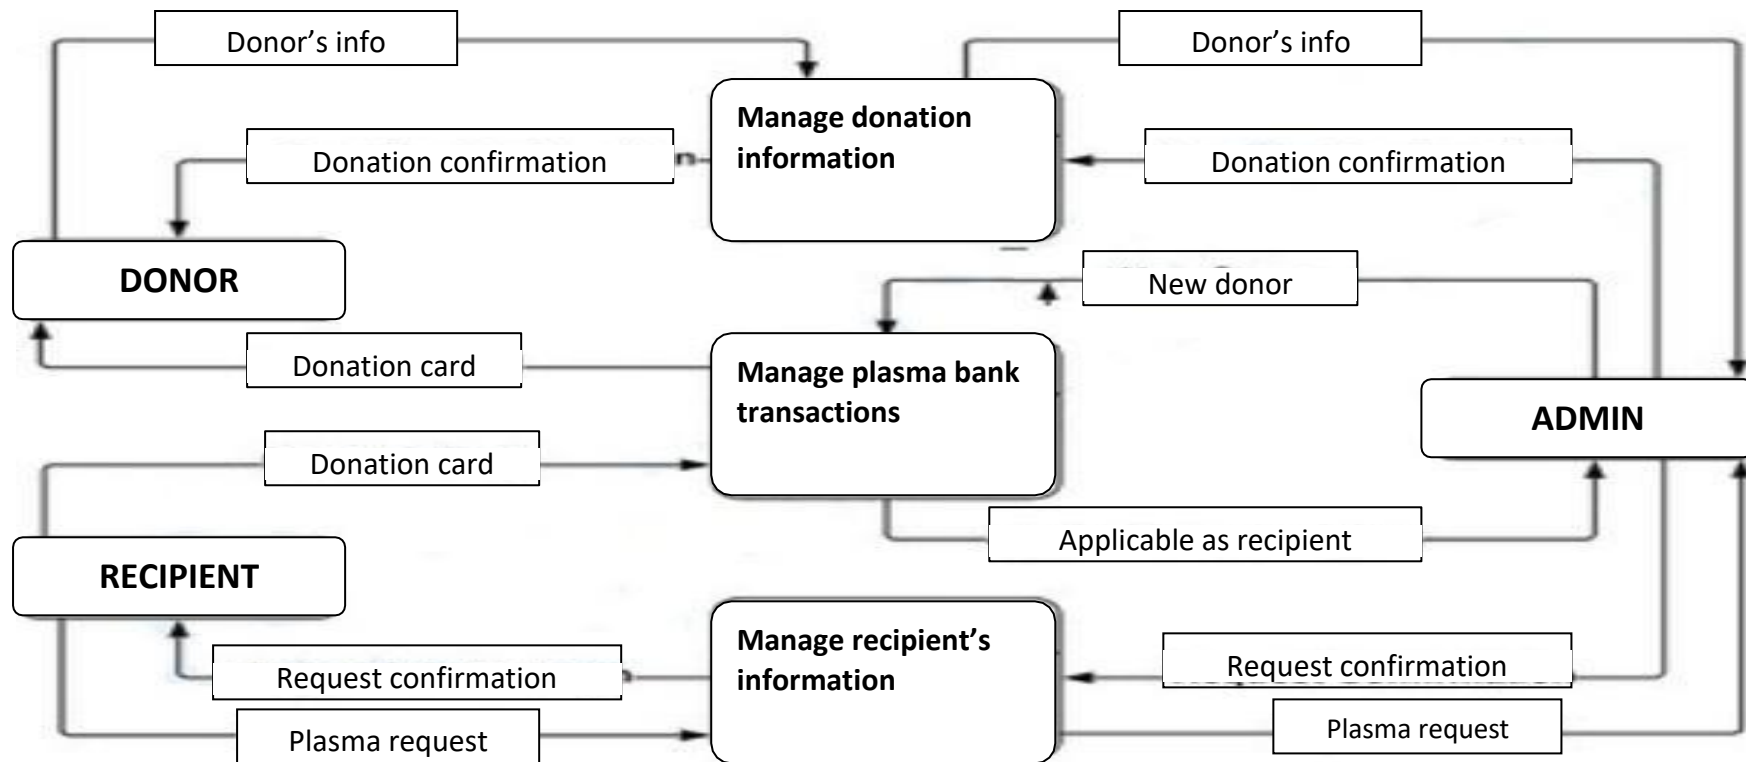 Donor’s info
Donor’s info
Manage donation
information
Donation confirmation
Donation confirmation
DONOR
New donor
Donation card
Manage plasma bank
transactions
ADMIN
Donation card
Applicable as recipient
RECIPIENT
Manage recipient’s
information
Request confirmation
Request confirmation
Plasma request
Plasma request